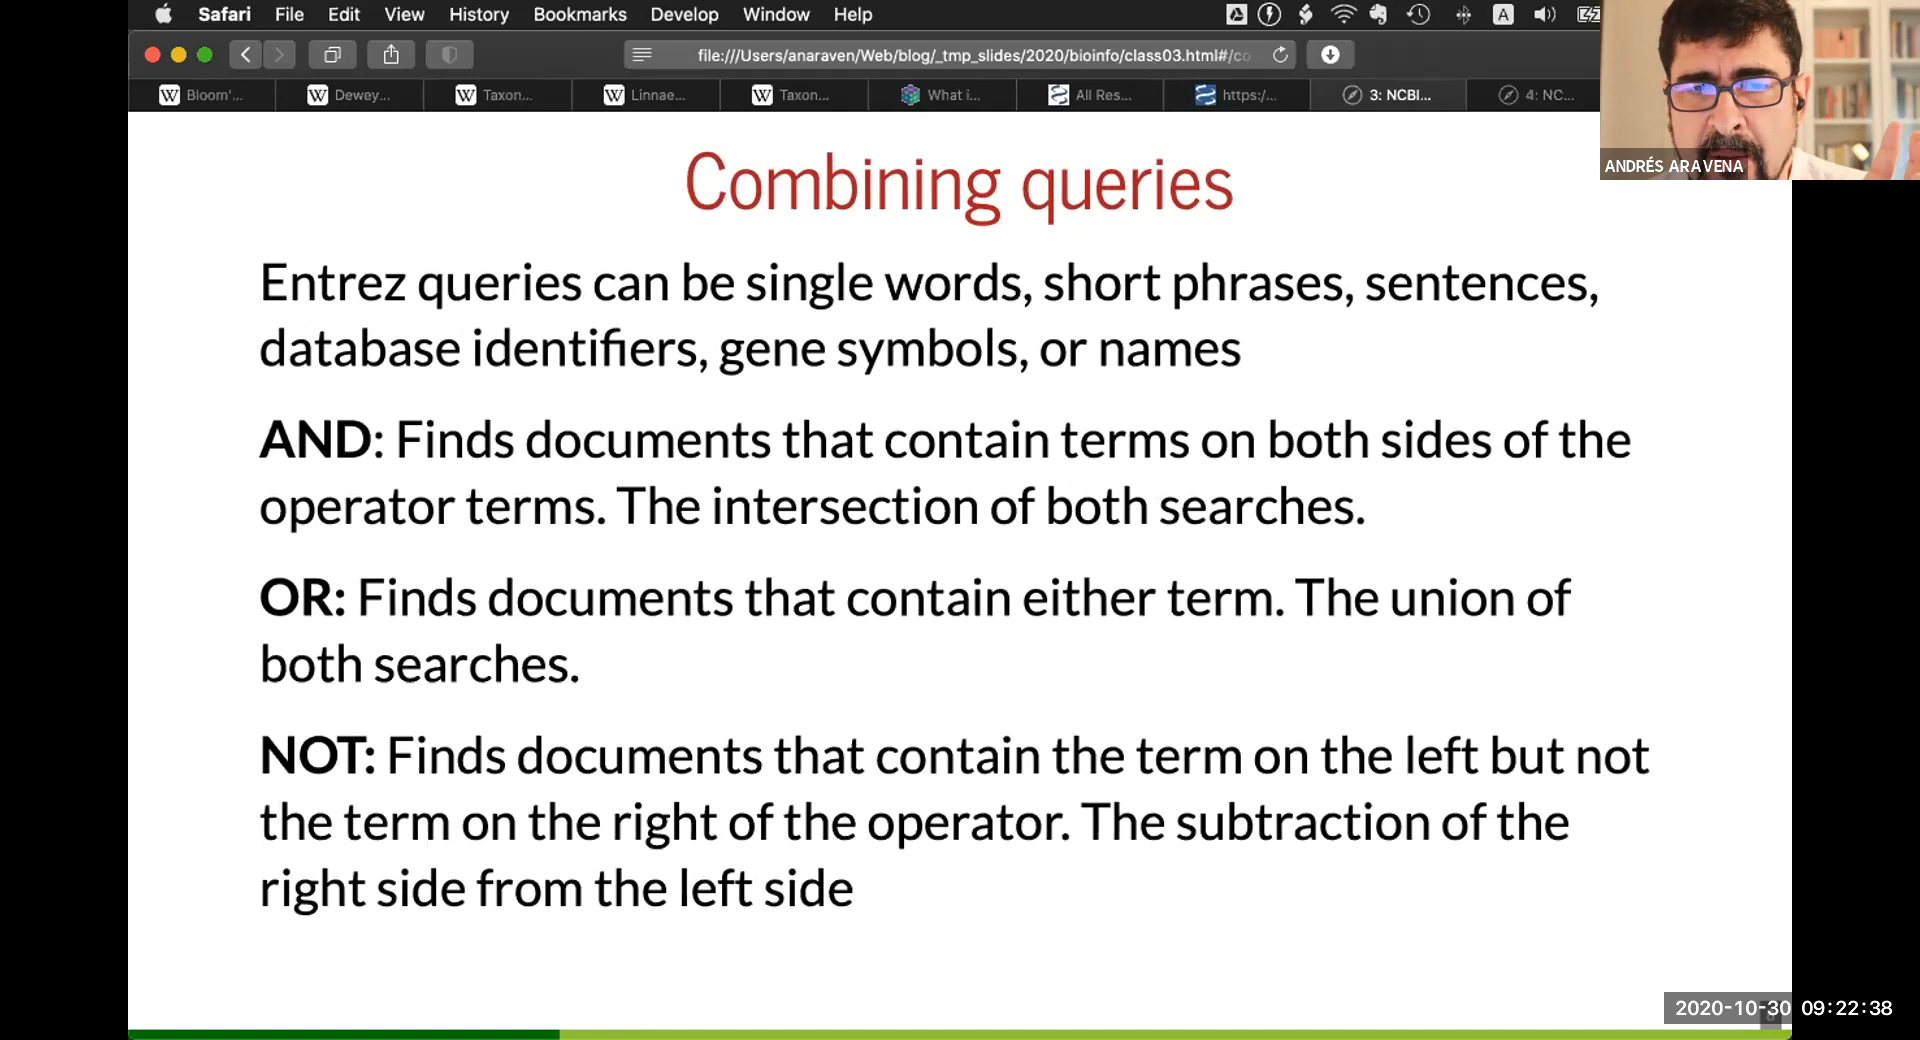 Safari File Edit View History Bookmarks Develop Window Help
A
file:///Users/anaraven/Web/blog/_tmp_slides/2020/bioinfo/class03.html#/co
Bloom'... Dewey... Taxon... Linnae... Taxon... What i... All Res... https:/... 3: NCBI... 4: NC...
ANDRÉS ARAVENA
Combining queries
Entrez queries can be single words, short phrases, sentences,
database identifiers, gene symbols, or names
AND: Finds documents that contain terms on both sides of the
operator terms. The intersection of both searches.
OR: Finds documents that contain either term. The union of
both searches.
NOT: Finds documents that contain the term on the left but not
the term on the right of the operator. The subtraction of the
right side from the left side
2020-10-30 09:22:38